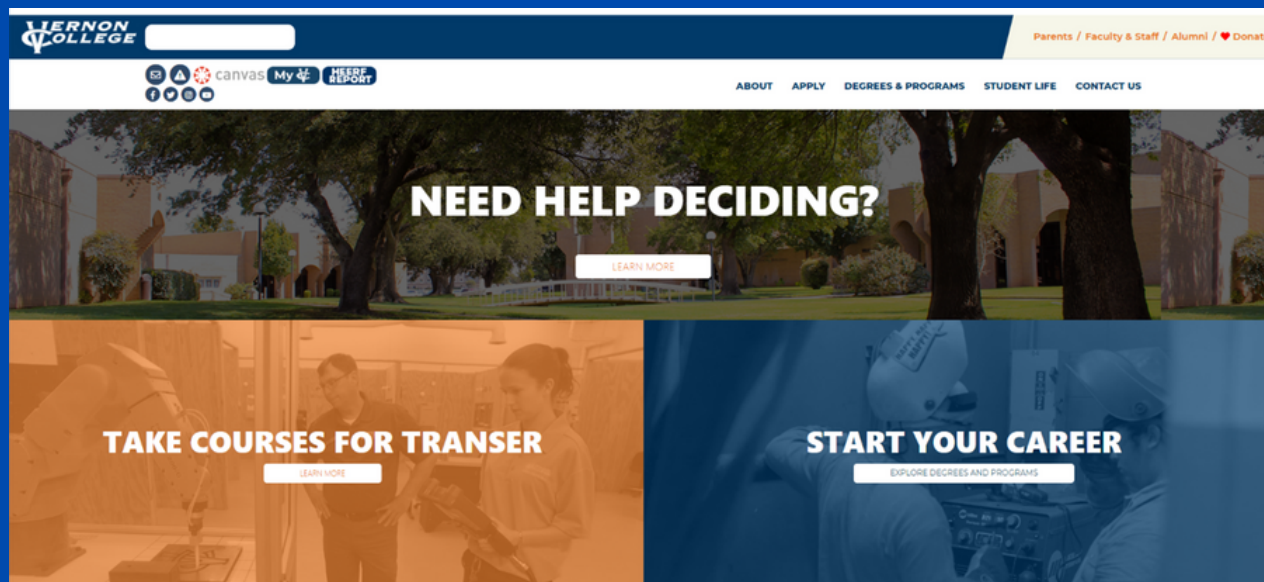 VERNON
COLLEGE
Parents / Faculty & Staff / Alumni / Donat
canvas My VC HEERF REPORT
ABOUT APPLY DEGREES & PROGRAMS STUDENT LIFE CONTACT US
NEED HELP DECIDING?
LEARN MORE
TAKE COURSES FOR TRANSER
LEARN MORE
START YOUR CAREER
EXPLORE DEGREES AND PROGRAMS